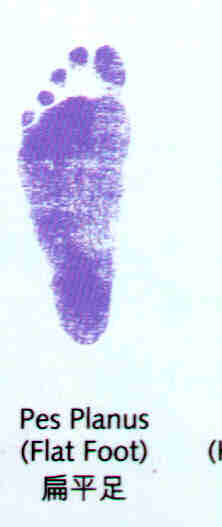 Pes Planus
(Flat Foot)
扁平足